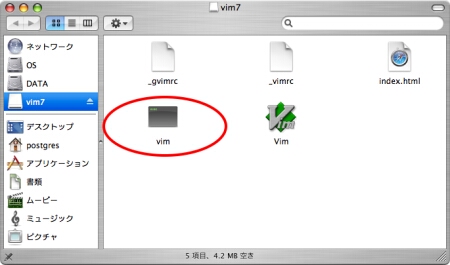 vim7
ネットワーク
OS
DATA
vim7
デスクトップ
postgres
アプリケーション
書類
ムービー
ミュージック
ピクチャ
_gvimrc
_vimrc
index.html
vim
Vim
5 項目、4.2 MB 空き